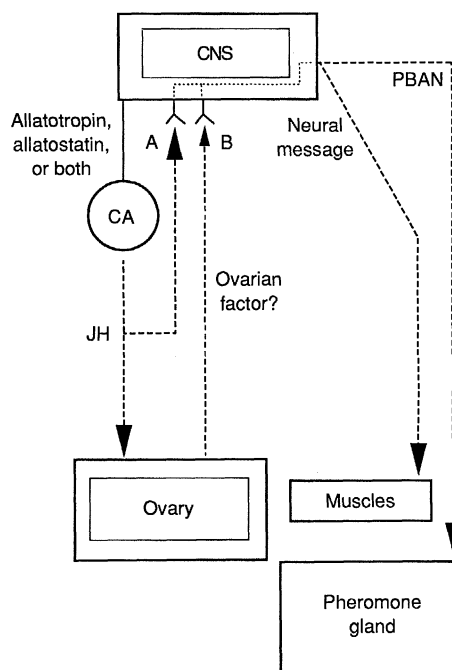 CNS
PBAN
Allatotropin,
allatostatin,
or both
A
B
Neural
message
CA
Ovarian
factor?
JH
Ovary
Muscles
Pheromone
gland